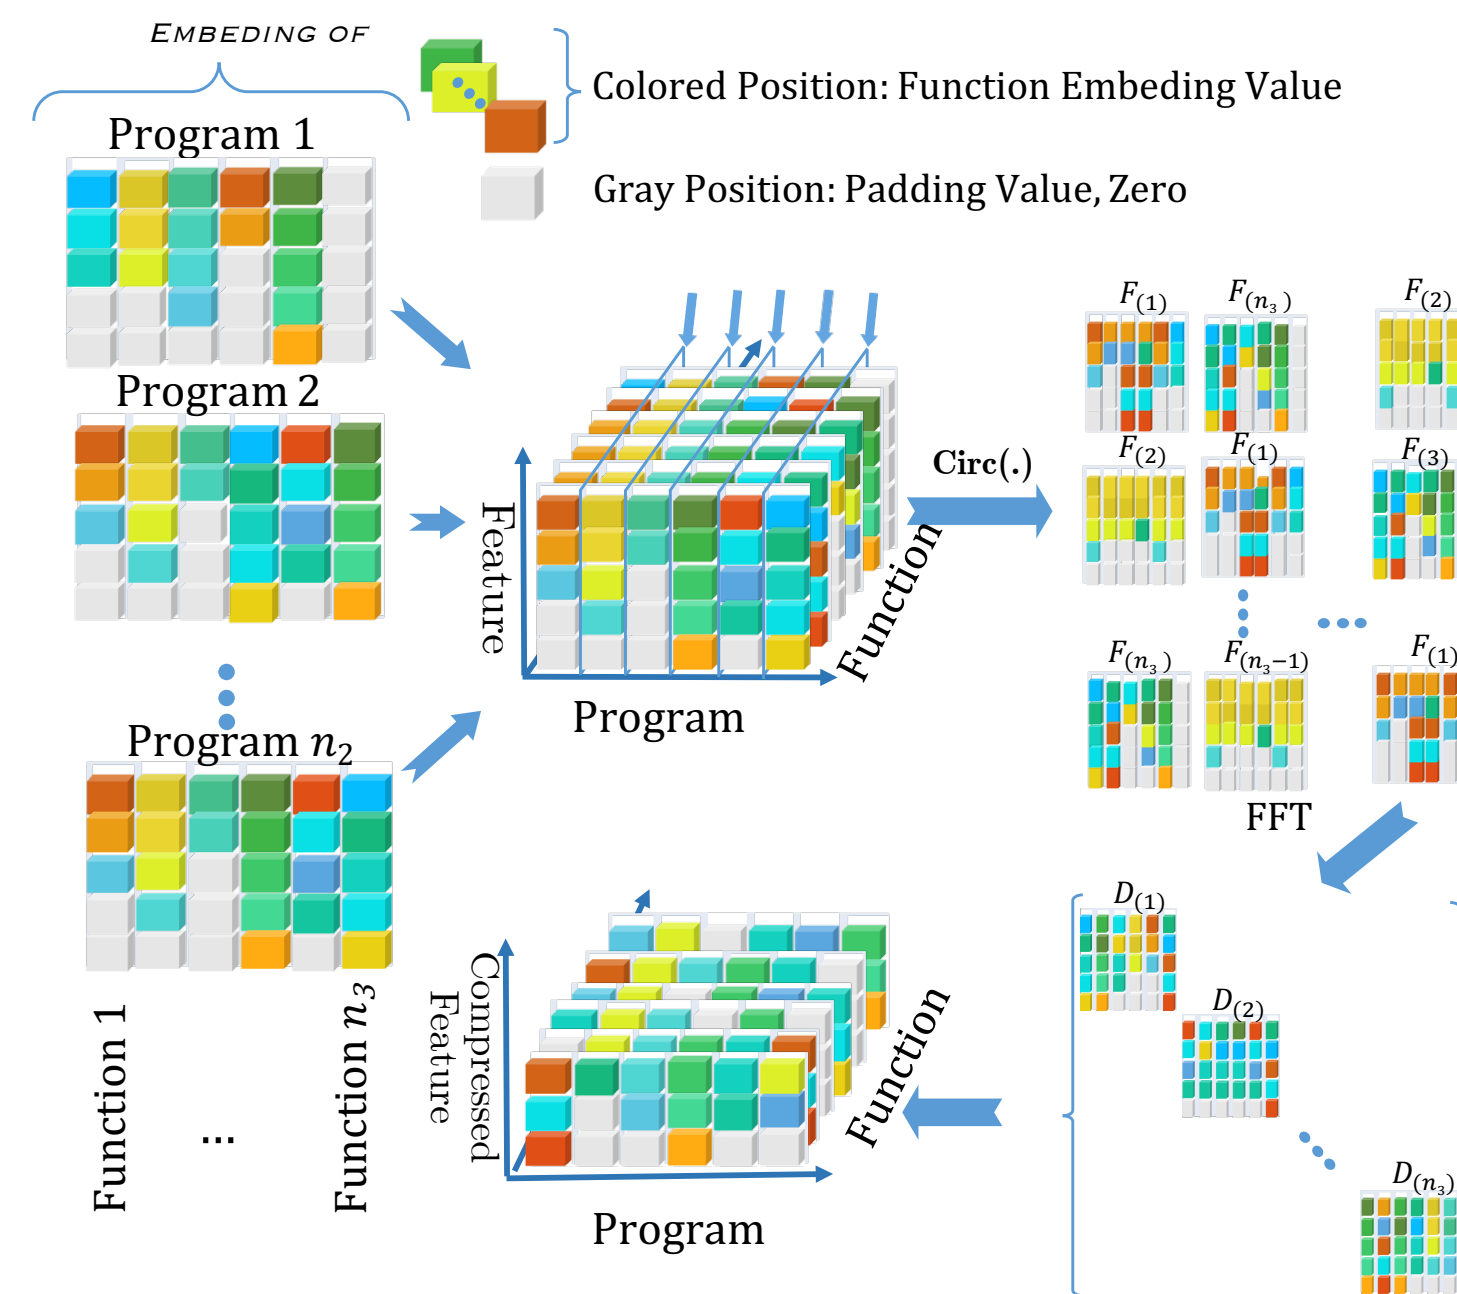 EMBEDING OF
Colored Position: Function Embeding Value
Gray Position: Padding Value, Zero
Program 1
Program 2
Program n₂
Function 1
...
Function n₃
Feature
Program
Function
Circ(.)
F₍₁₎
F₍ₙ₃₎
F₍₂₎
F₍₂₎
F₍₁₎
F₍₃₎
F₍ₙ₃₎
F₍ₙ₃₋₁₎
F₍₁₎
FFT
D₍₁₎
D₍₂₎
D₍ₙ₃₎
Compressed
Feature
Program
Function